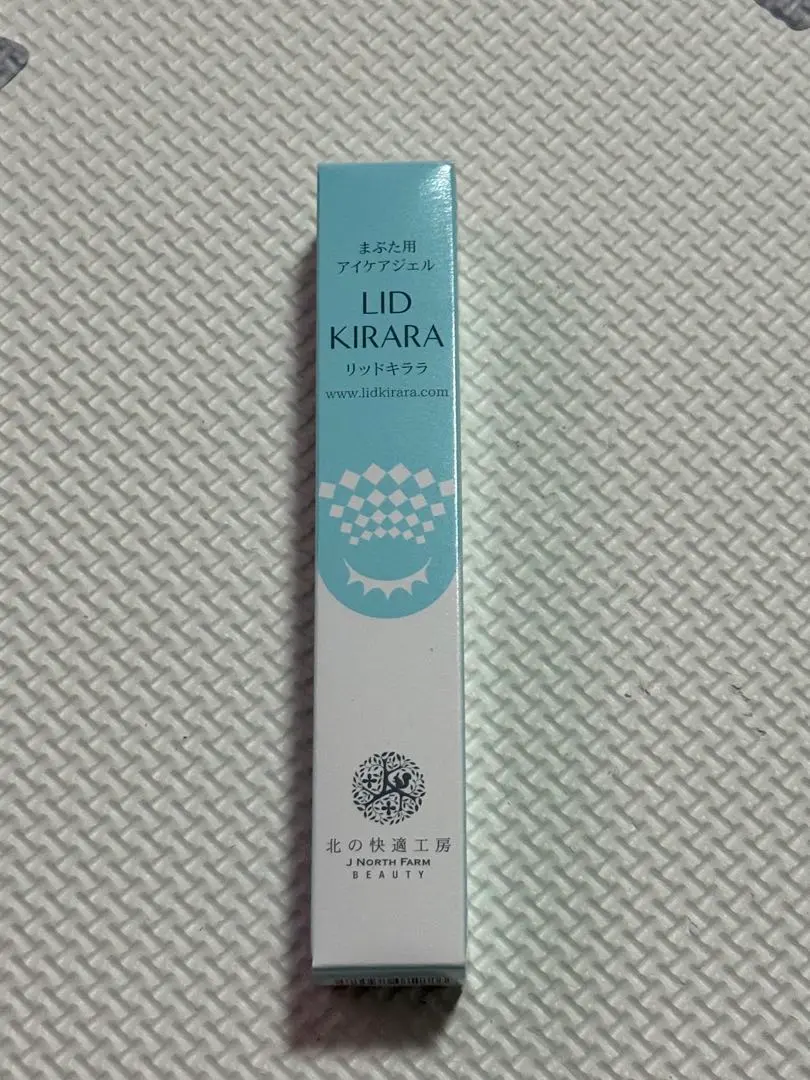 まぶた用
アイケアジェル
LID
KIRARA
リッドキララ
www.lidkirara.com
北の快適工房
J NORTH FARM
BEAUTY